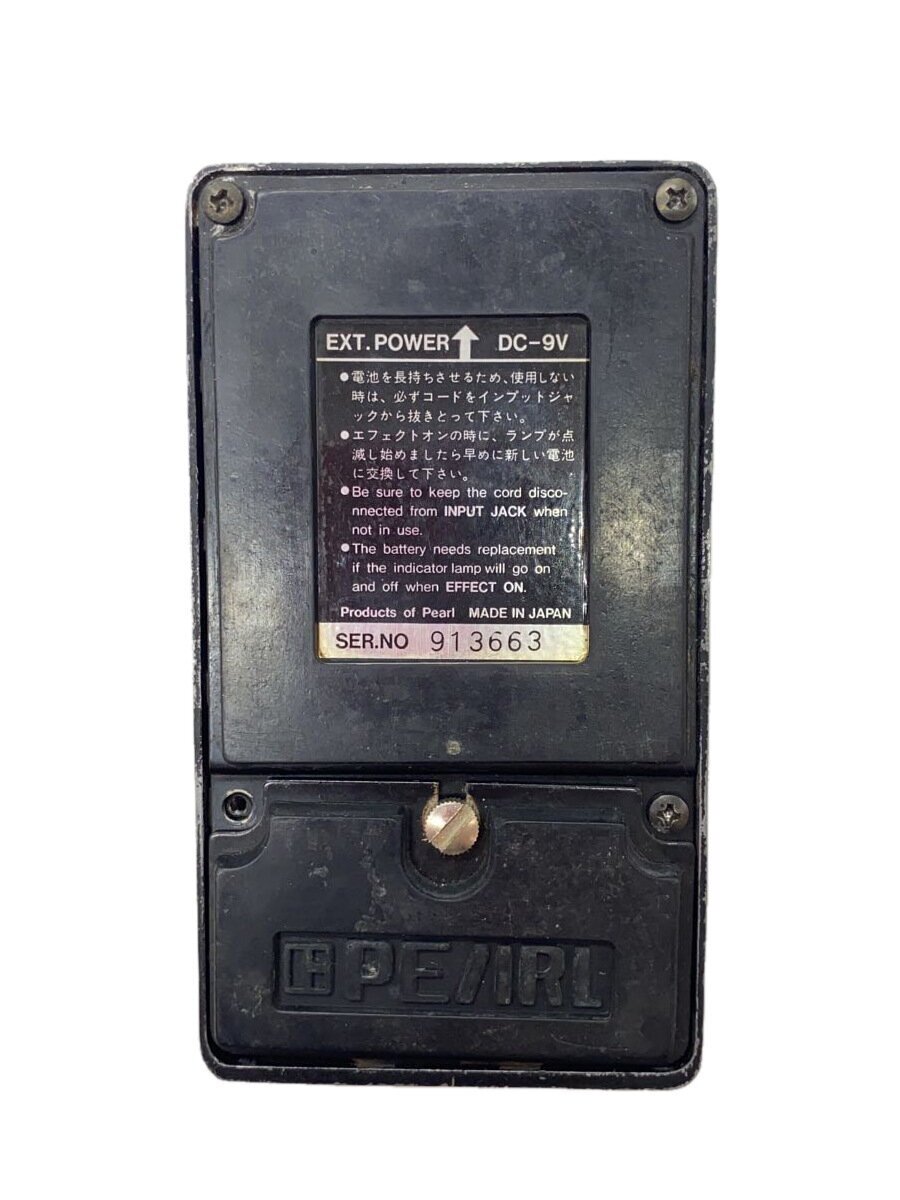 EXT. POWER ↑ DC-9V
●電池を長持ちさせるため、使用しない
時は、必ずコードをインプットジャ
ックから抜きとって下さい。
●エフェクトオンの時に、ランプが点
滅し始めましたら早めに新しい電池
に交換して下さい。
●Be sure to keep the cord disco-
nnected from INPUT JACK when
not in use.
●The battery needs replacement
if the indicator lamp will go on
and off when EFFECT ON.
Products of Pearl MADE IN JAPAN
SER.NO 913663
PEARL